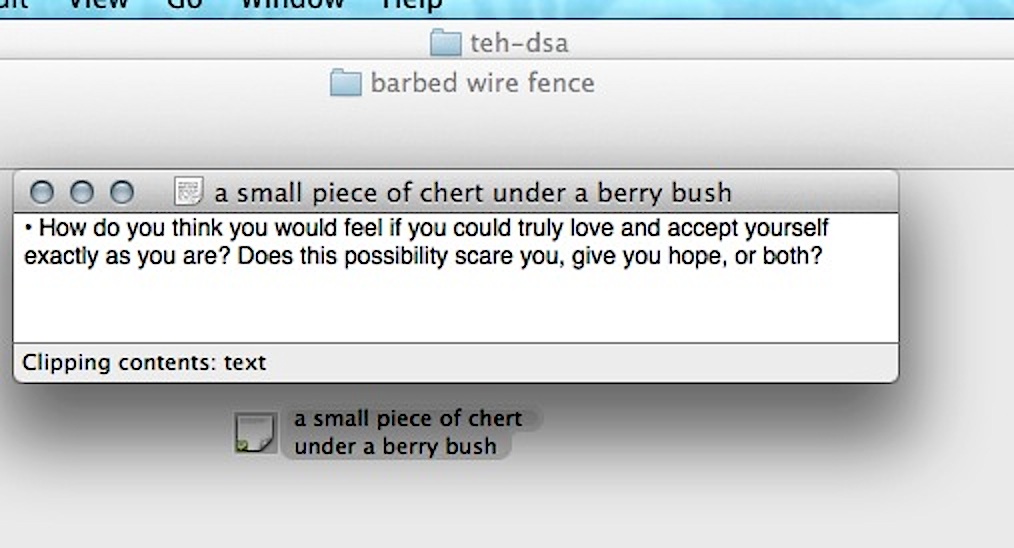 View Go Window Help
teh-dsa
barbed wire fence
a small piece of chert under a berry bush
• How do you think you would feel if you could truly love and accept yourself
exactly as you are? Does this possibility scare you, give you hope, or both?
Clipping contents: text
a small piece of chert
under a berry bush